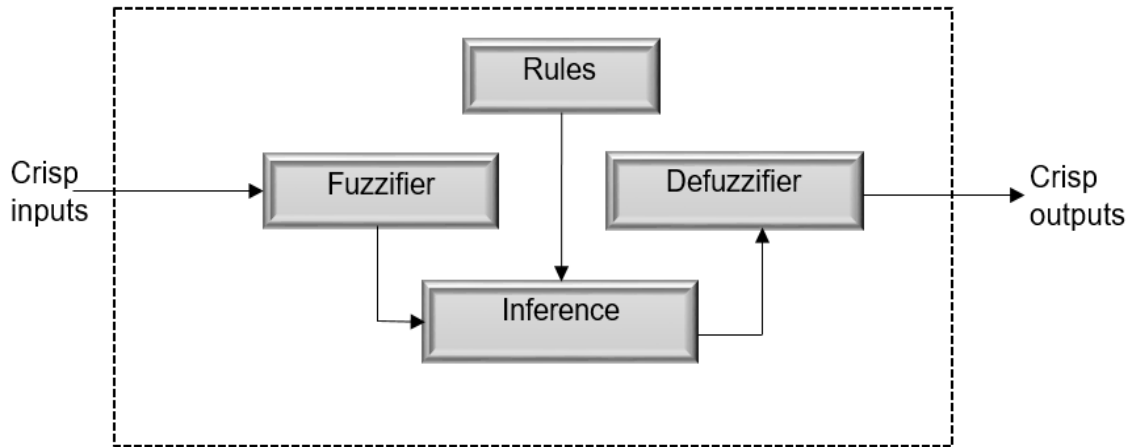 Rules
Crisp
inputs
Fuzzifier
Defuzzifier
Crisp
outputs
Inference